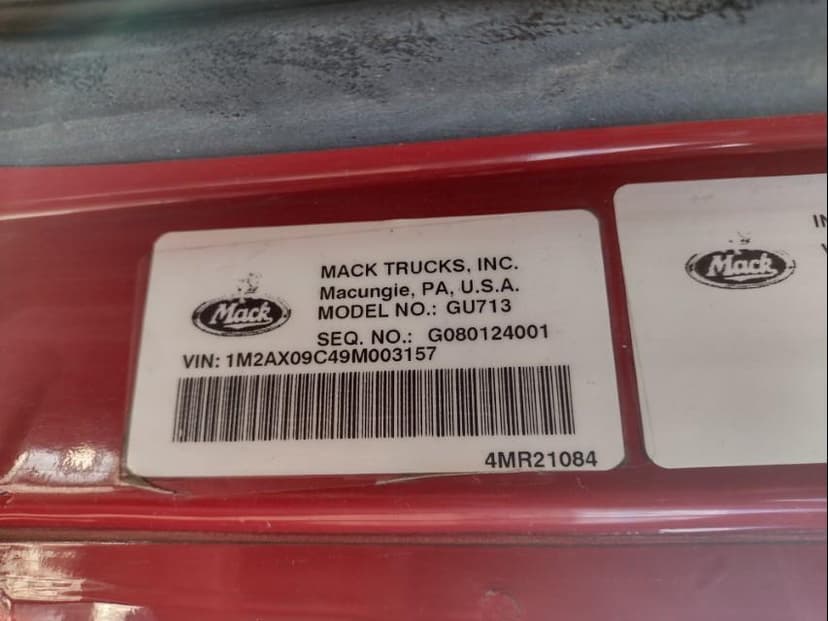 MACK TRUCKS, INC.
Macungie, PA, U.S.A.
MODEL NO.: GU713
SEQ. NO.: G080124001
VIN: 1M2AX09C49M003157
4MR21084
Mack
Mack